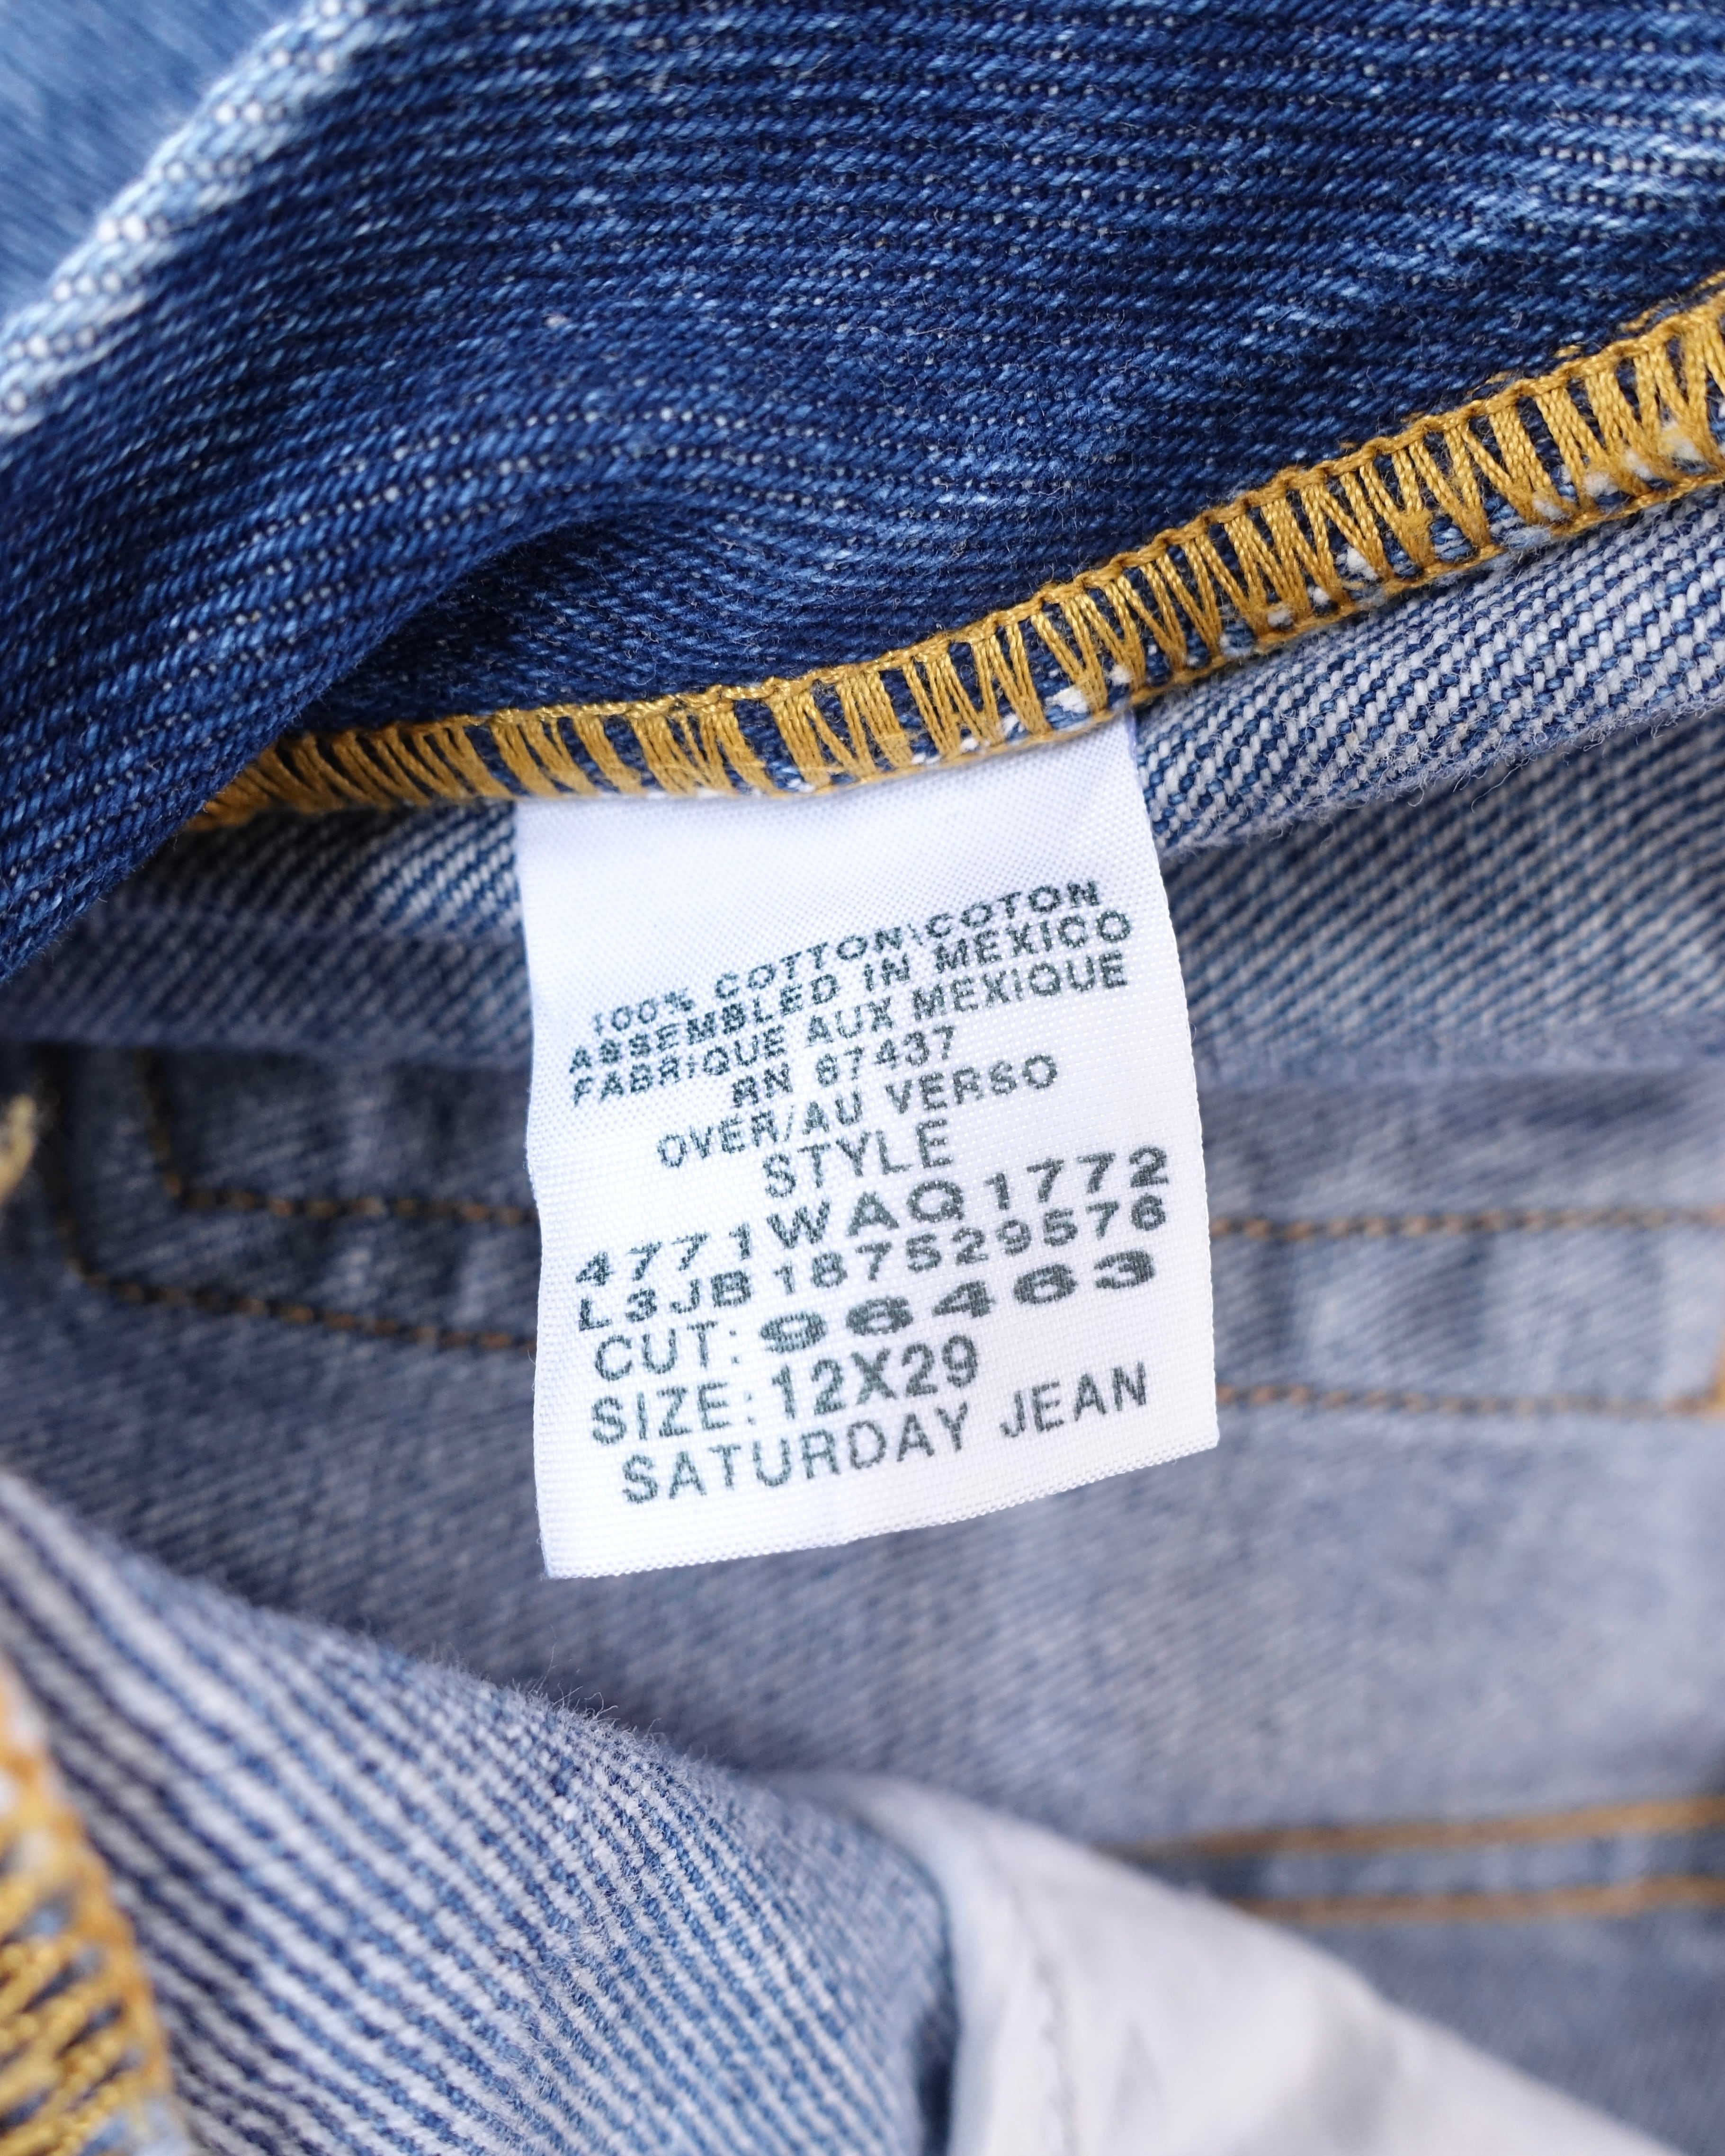 100% COTTON\COTON
ASSEMBLED IN MEXICO
FABRIQUE AUX MEXIQUE
RN 67437
OVER/AU VERSO
STYLE
4771WAQ1772
L3JB187529576
CUT: 96463
SIZE: 12X29
SATURDAY JEAN